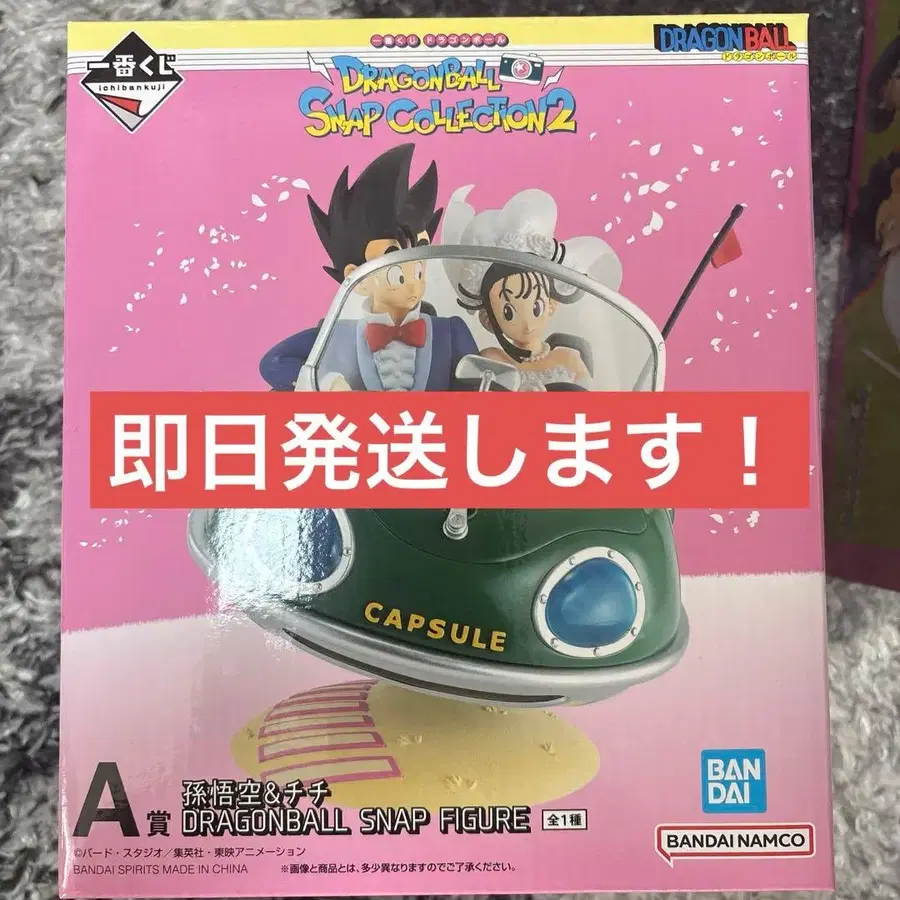 一番くじ
ichibankuji
一番くじ ドラゴンボール
DRAGONBALL
SNAP COLLECTION2
DRAGONBALL
ドラゴンボール
即日発送します！
CAPSULE
A賞
孫悟空&チチ
DRAGONBALL SNAP FIGURE 全1種
©バード・スタジオ／集英社・東映アニメーション
BANDAI SPIRITS MADE IN CHINA ※画像と商品とは、多少異なりますのでご了承ください。
BAN
DAI
BANDAI NAMCO